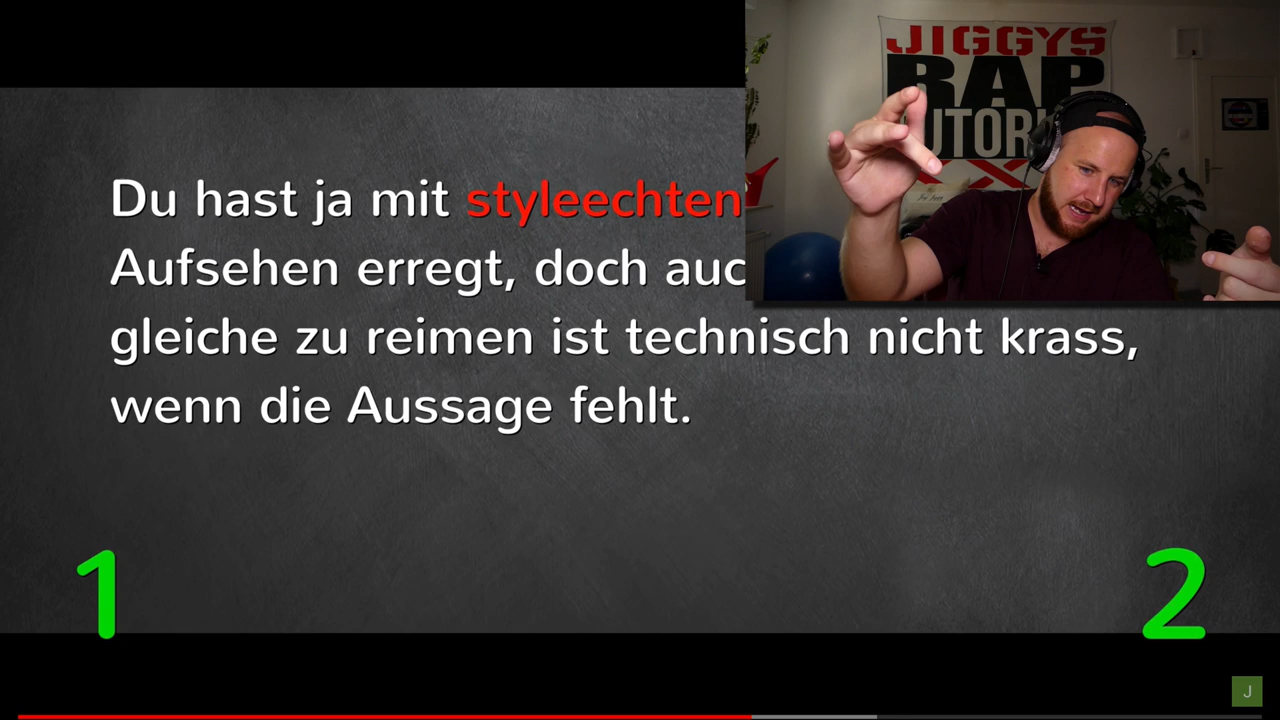 JIGGYS
RAP
TUTORI
Du hast ja mit styleechten
Aufsehen erregt, doch auc
gleiche zu reimen ist technisch nicht krass,
wenn die Aussage fehlt.
1
2
J